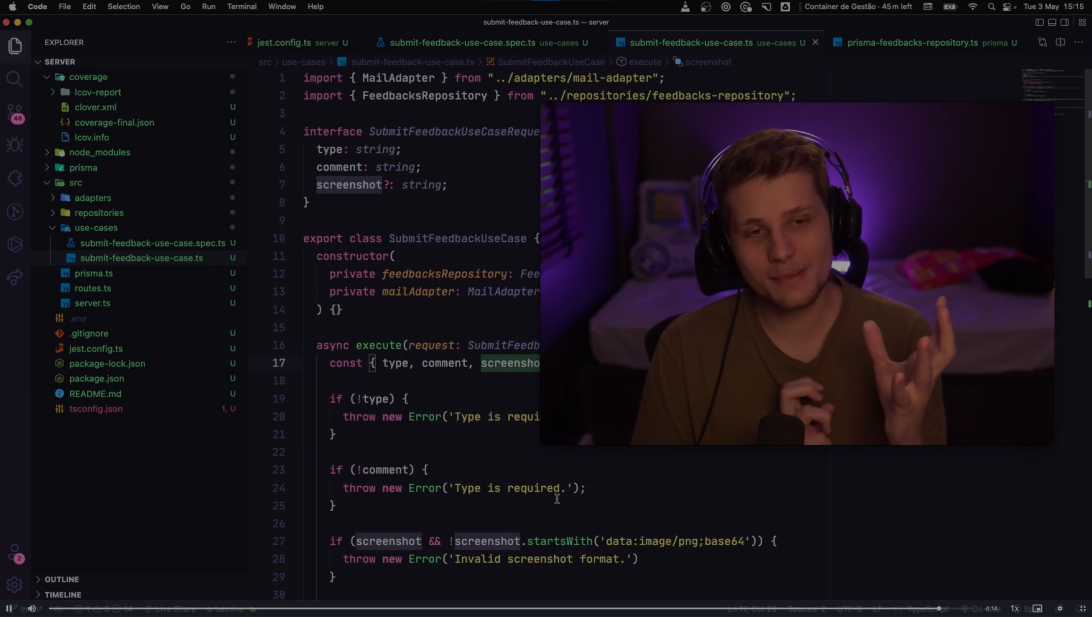 Code File Edit Selection View Go Run Terminal Window Help Container de Gestão · 45 m left Tue 3 May 15:15
submit-feedback-use-case.ts — server
EXPLORER ···
jest.config.ts server U
submit-feedback-use-case.spec.ts use-cases U
submit-feedback-use-case.ts use-cases U
prisma-feedbacks-repository.ts prisma U
src > use-cases > submit-feedback-use-case.ts > SubmitFeedbackUseCase > execute > screenshot
SERVER
coverage
lcov-report
clover.xml U
coverage-final.json U
lcov.info U
node_modules
prisma
src
adapters
repositories
use-cases
submit-feedback-use-case.spec.ts U
submit-feedback-use-case.ts U
prisma.ts U
routes.ts U
server.ts U
.env
.gitignore U
jest.config.ts U
package-lock.json U
package.json U
README.md U
tsconfig.json 1, U
OUTLINE
TIMELINE
46
2
1 import { MailAdapter } from "../adapters/mail-adapter";
2 import { FeedbacksRepository } from "../repositories/feedbacks-repository";
3
4 interface SubmitFeedbackUseCaseReque
5 type: string;
6 comment: string;
7 screenshot?: string;
8 }
9
10 export class SubmitFeedbackUseCase {
11 constructor(
12 private feedbacksRepository: Fee
13 private mailAdapter: MailAdapter
14 ) {}
15
16 async execute(request: SubmitFeedb
17 const { type, comment, screensho
18
19 if (!type) {
20 throw new Error('Type is requi
21 }
22
23 if (!comment) {
24 throw new Error('Type is required.');
25 }
26
27 if (screenshot && !screenshot.startsWith('data:image/png;base64')) {
28 throw new Error('Invalid screenshot format.')
29 }
30
1x